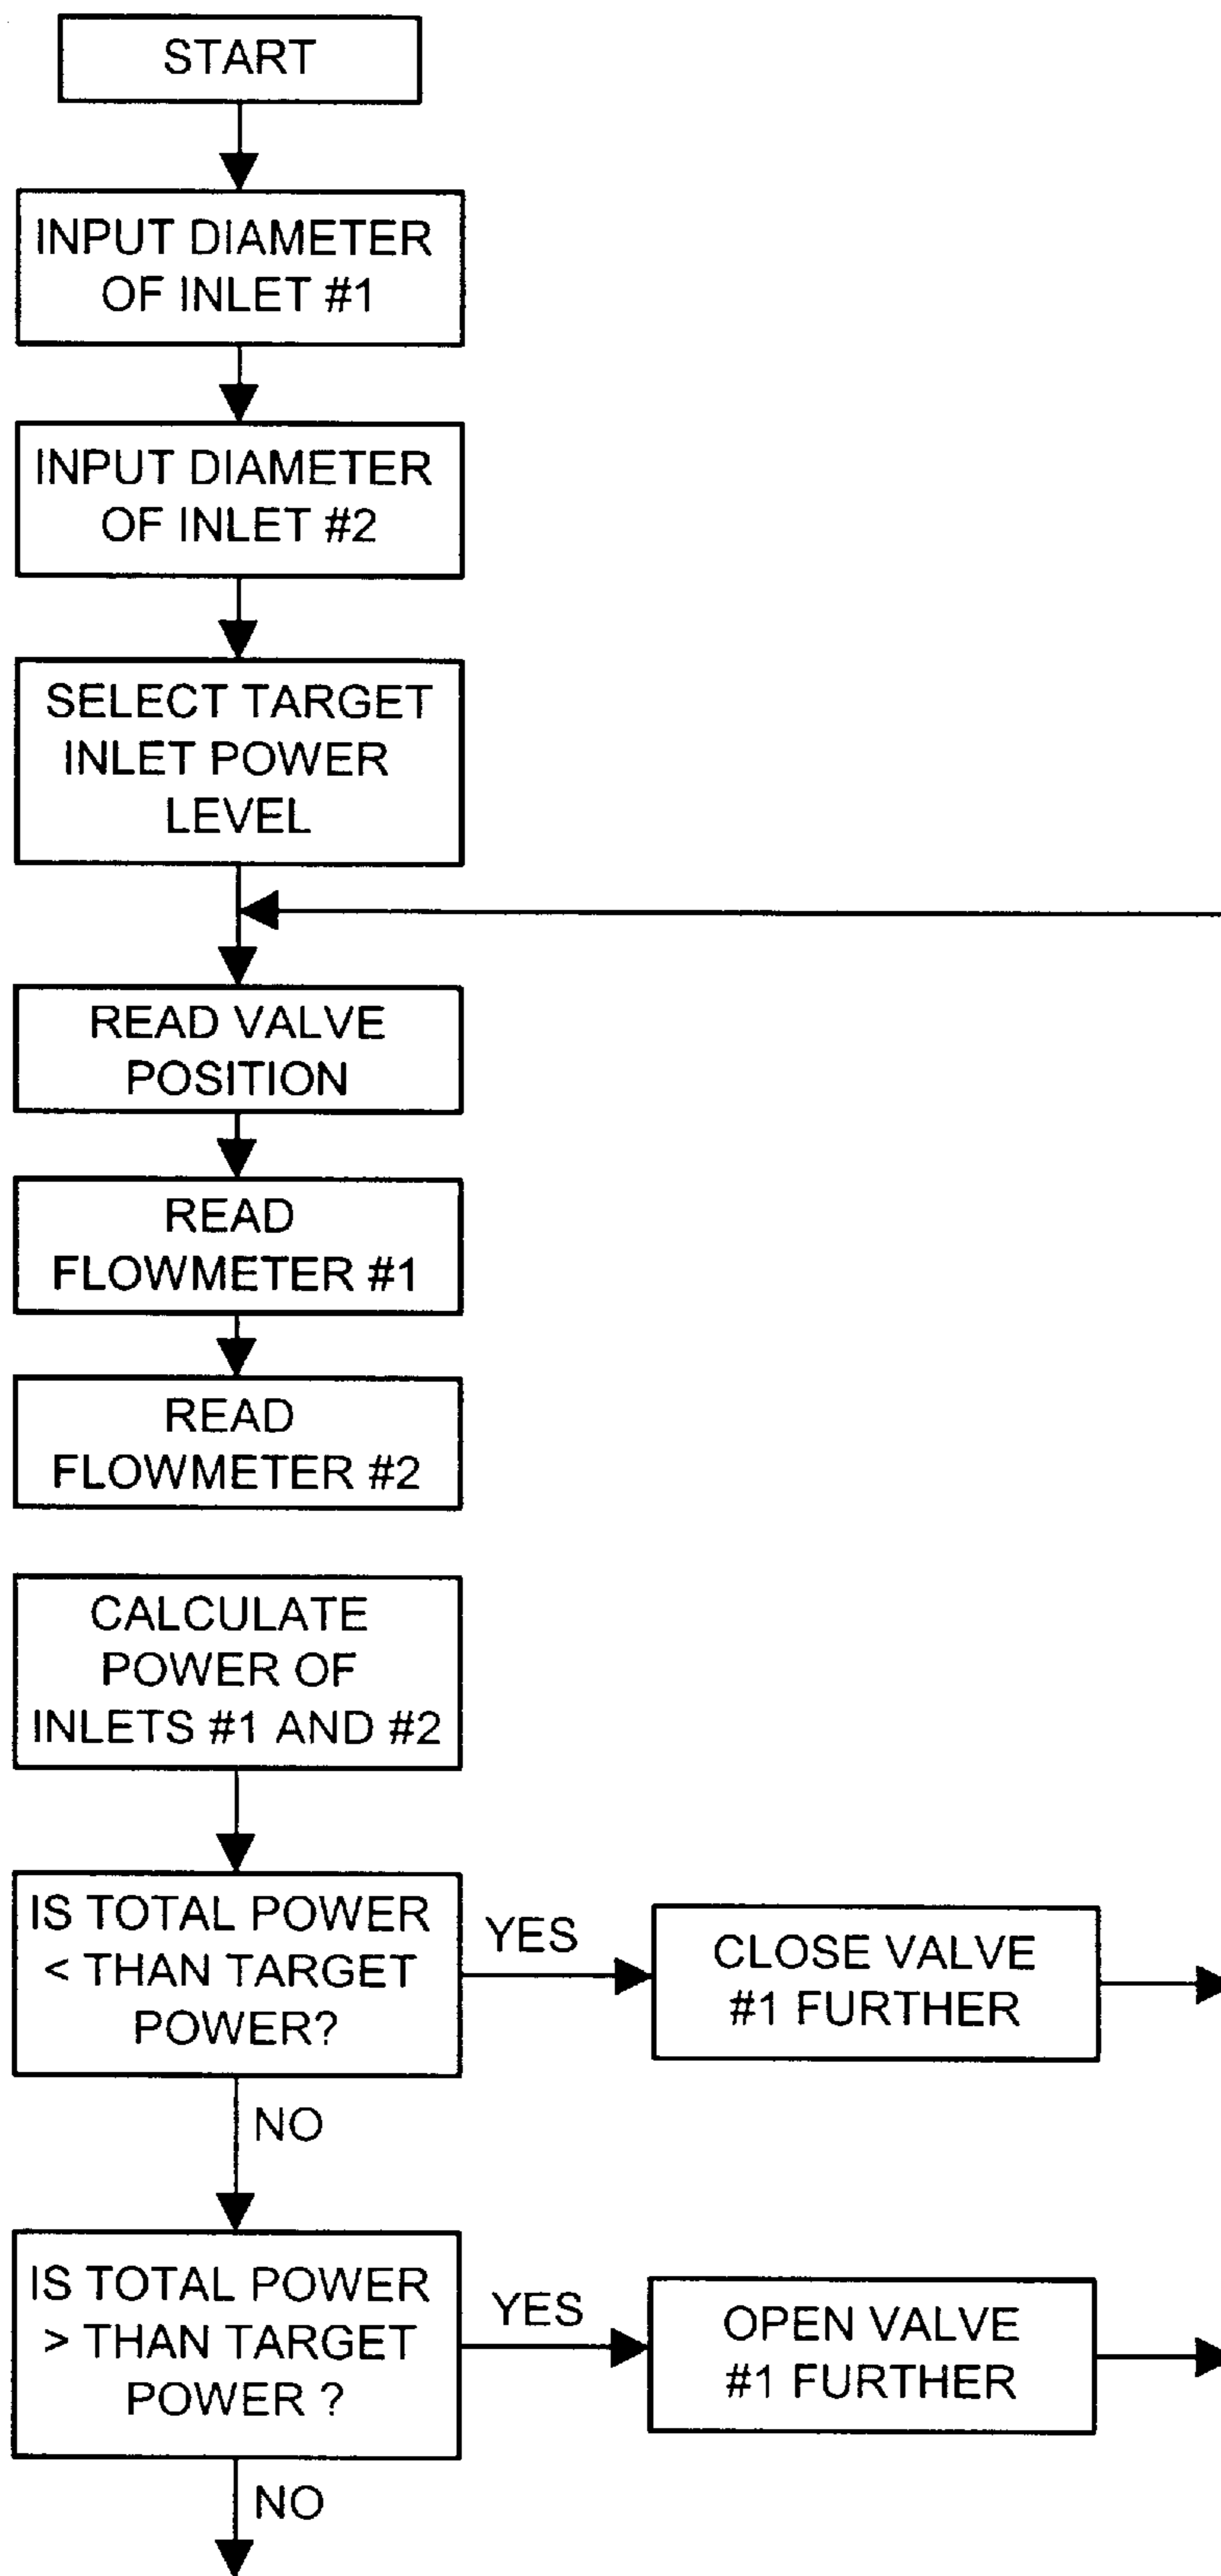 START
INPUT DIAMETER
OF INLET #1
INPUT DIAMETER
OF INLET #2
SELECT TARGET
INLET POWER
LEVEL
READ VALVE
POSITION
READ
FLOWMETER #1
READ
FLOWMETER #2
CALCULATE
POWER OF
INLETS #1 AND #2
IS TOTAL POWER
< THAN TARGET
POWER?
YES
CLOSE VALVE
#1 FURTHER
NO
IS TOTAL POWER
> THAN TARGET
POWER ?
YES
OPEN VALVE
#1 FURTHER
NO